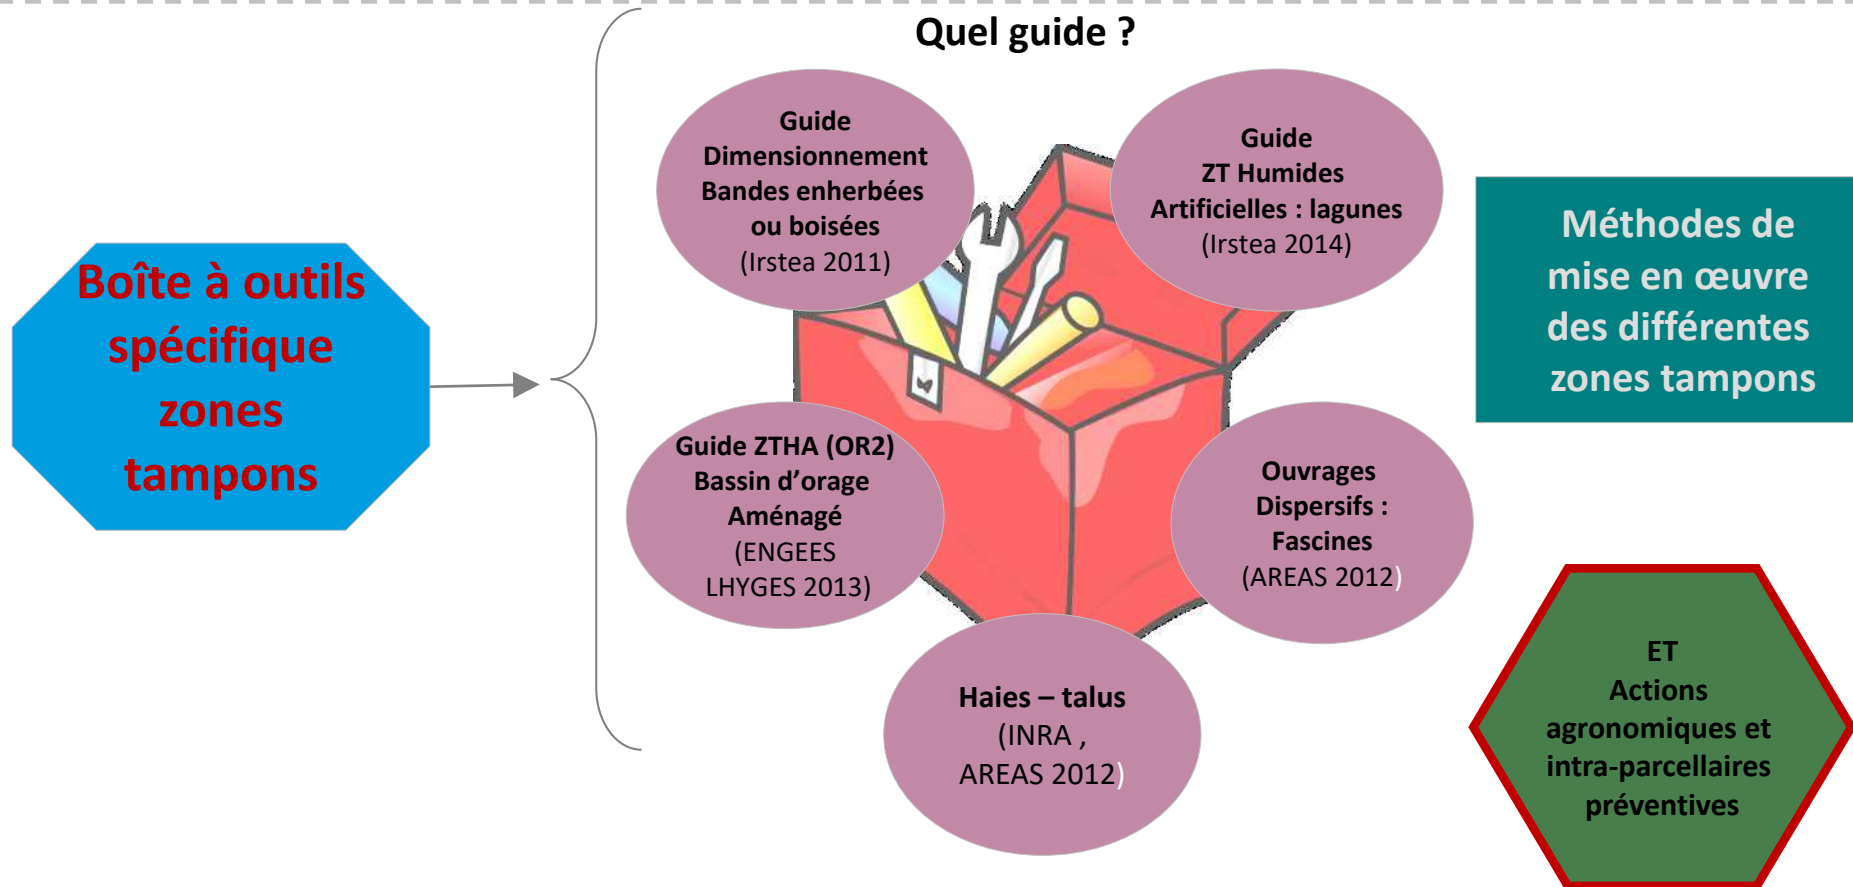 Quel guide ?
Boîte à outils
spécifique
zones
tampons
Guide
Dimensionnement
Bandes enherbées
ou boisées
(Irstea 2011)
Guide
ZT Humides
Artificielles : lagunes
(Irstea 2014)
Guide ZTHA (OR2)
Bassin d’orage
Aménagé
(ENGEES
LHYGES 2013)
Ouvrages
Dispersifs :
Fascines
(AREAS 2012)
Haies – talus
(INRA ,
AREAS 2012)
Méthodes de
mise en œuvre
des différentes
zones tampons
ET
Actions
agronomiques et
intra-parcellaires
préventives